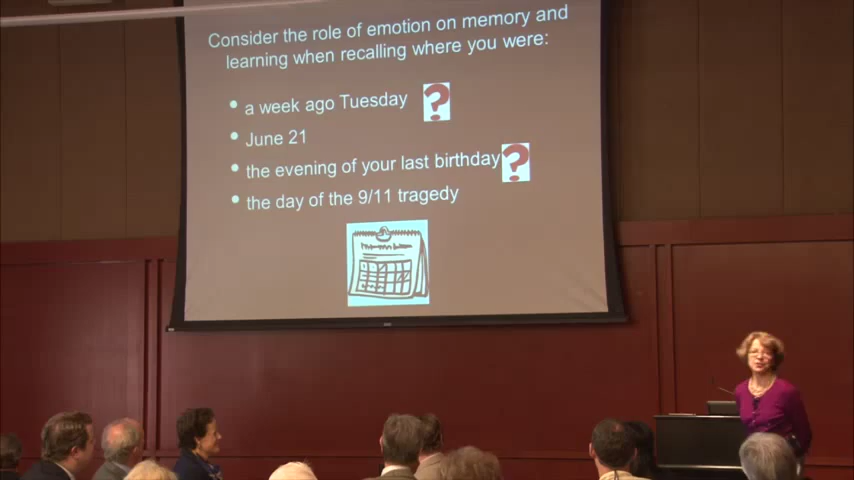 Consider the role of emotion on memory and
learning when recalling where you were:
• a week ago Tuesday ?
• June 21
• the evening of your last birthday ?
• the day of the 9/11 tragedy